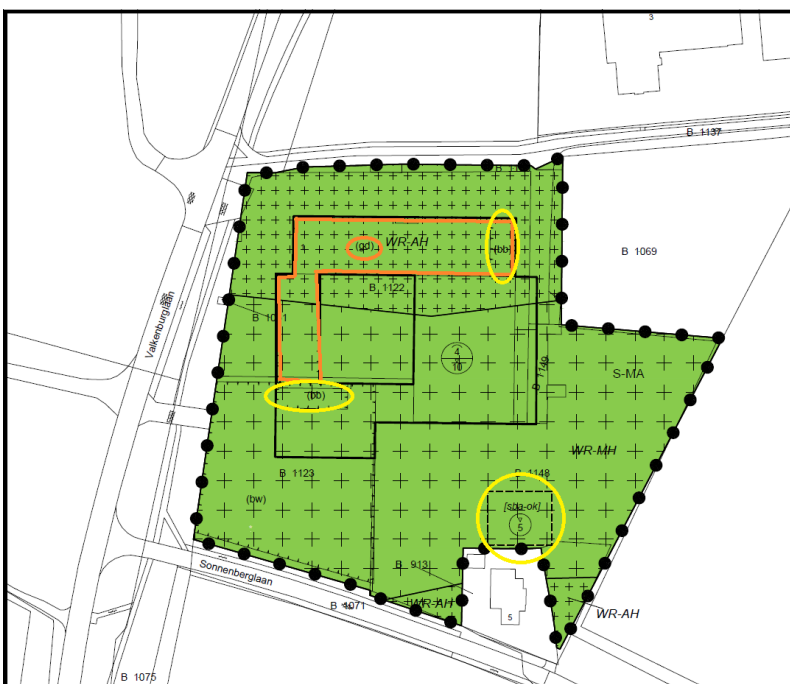 3
B 1137
B 1069
WR-AH
(gd)
(bb)
B 1122
Valkenburglaan
4
10
B 1149
S-MA
(bb)
WR-MH
B 1123
B 1148
(bw)
[sba-ok]
5
Sonnenberglaan
B 913
B 1071
WR-AH
5
WR-AH
B 1075